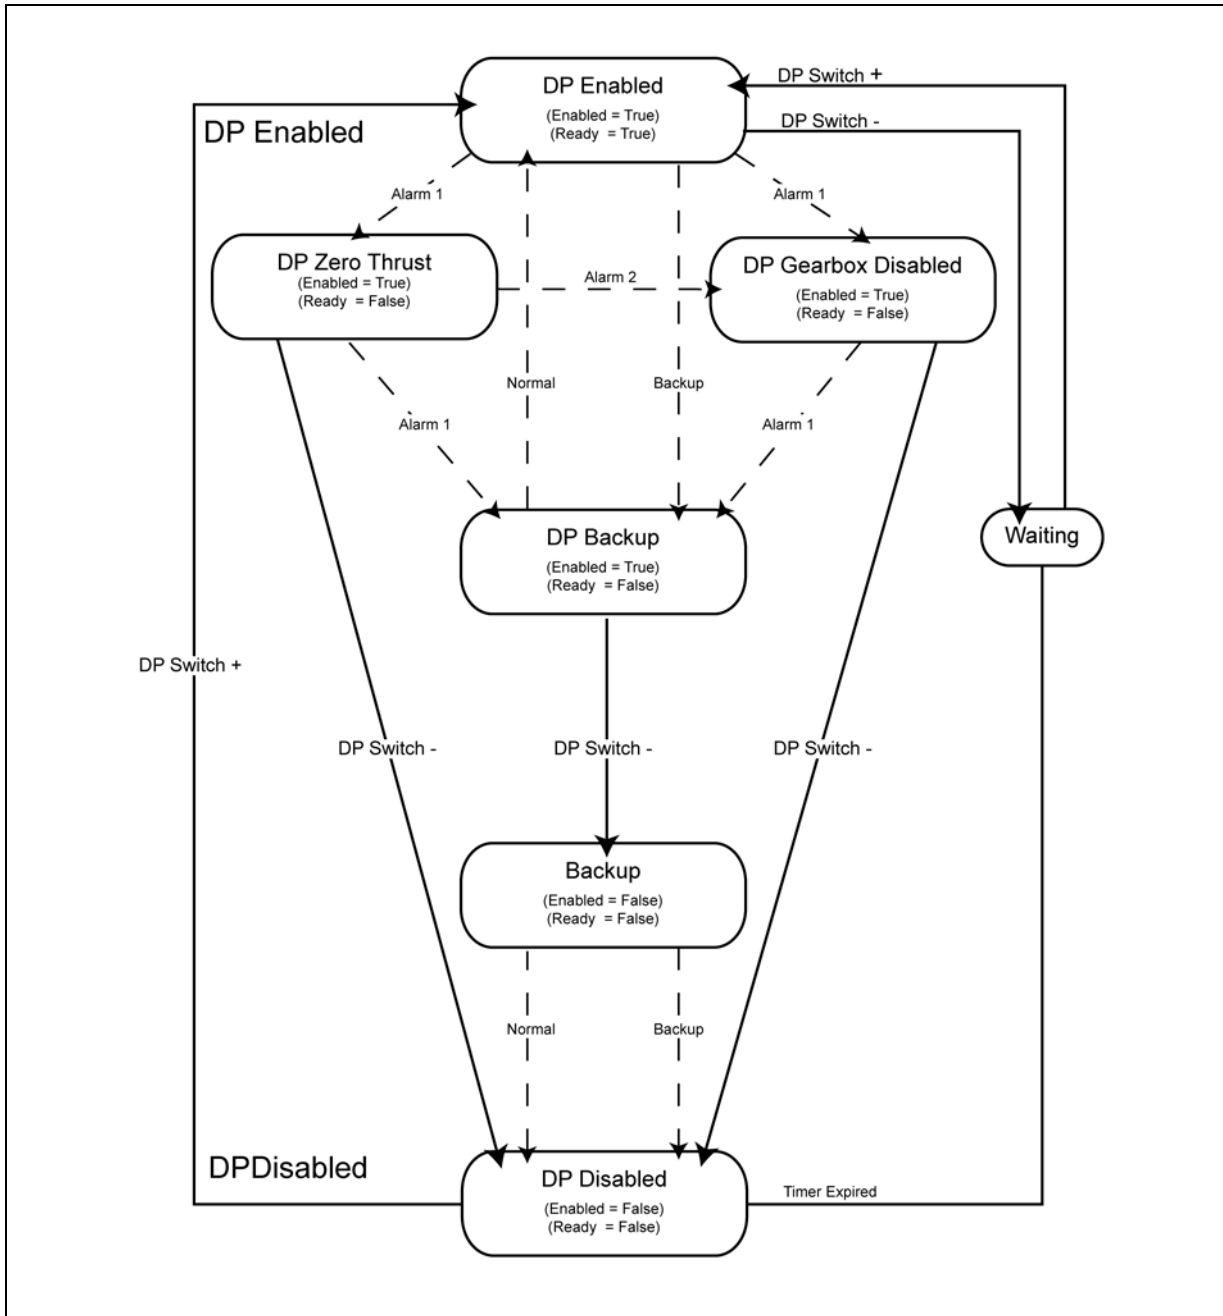 DP Enabled
(Enabled = True)
(Ready = True)
DP Switch +
DP Switch -
DP Enabled
Alarm 1
Alarm 1
DP Zero Thrust
(Enabled = True)
(Ready = False)
Alarm 2
DP Gearbox Disabled
(Enabled = True)
(Ready = False)
Normal
Backup
Alarm 1
Alarm 1
DP Backup
(Enabled = True)
(Ready = False)
Waiting
DP Switch +
DP Switch -
DP Switch -
DP Switch -
Backup
(Enabled = False)
(Ready = False)
Normal
Backup
DPDisabled
DP Disabled
(Enabled = False)
(Ready = False)
Timer Expired